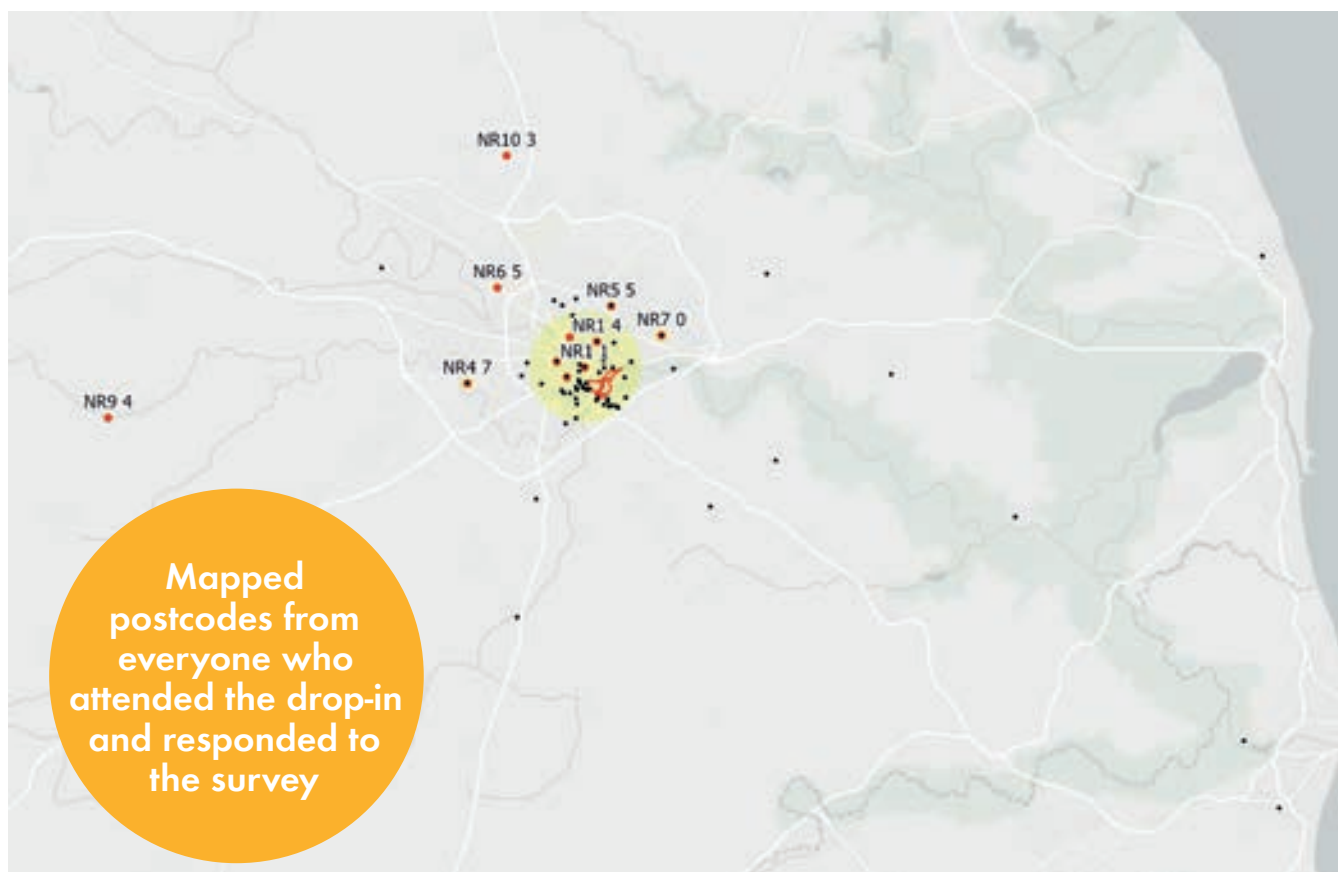 NR10 3
NR6 5
NR5 5
NR1 4
NR7 0
NR1
NR4 7
NR9 4
Mapped
postcodes from
everyone who
attended the drop-in
and responded to
the survey